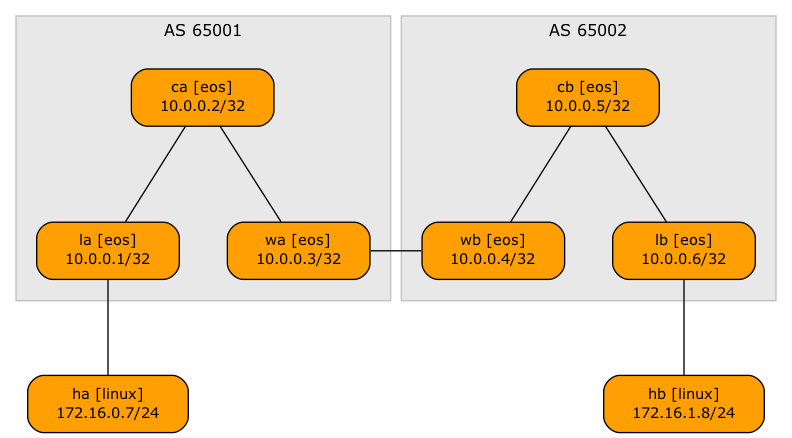 AS 65001
AS 65002
ca [eos]
10.0.0.2/32
cb [eos]
10.0.0.5/32
la [eos]
10.0.0.1/32
wa [eos]
10.0.0.3/32
wb [eos]
10.0.0.4/32
lb [eos]
10.0.0.6/32
ha [linux]
172.16.0.7/24
hb [linux]
172.16.1.8/24